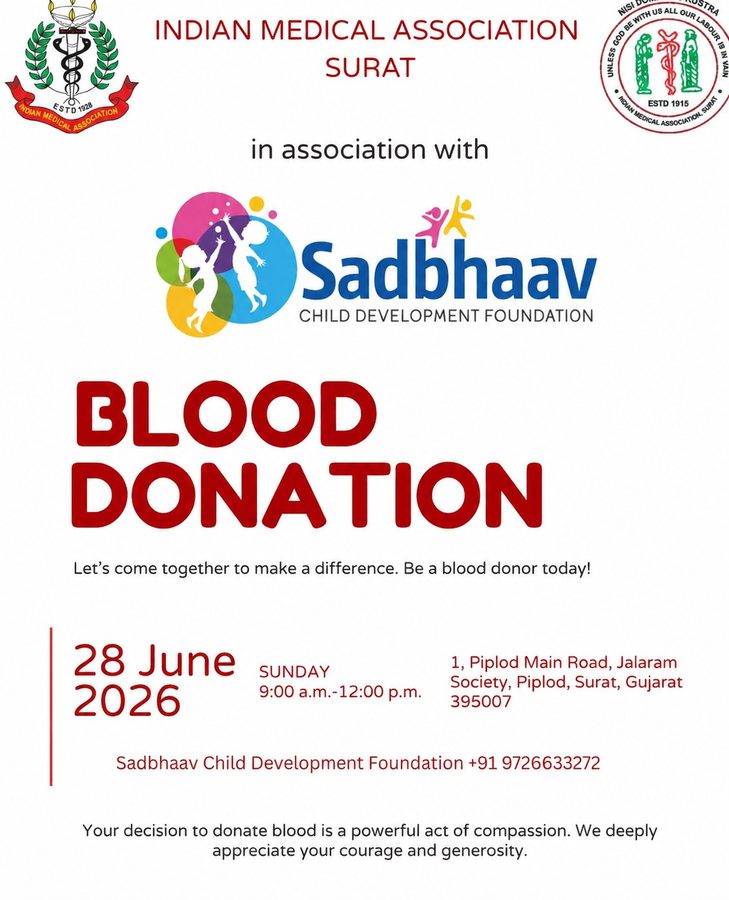 INDIAN MEDICAL ASSOCIATION
SURAT
ESTD 1928
INDIAN MEDICAL ASSOCIATION
UNLESS GOD BE WITH US ALL OUR LABOUR IS IN VAIN
ESTD 1915
INDIAN MEDICAL ASSOCIATION, SURAT
in association with
Sadbhaav
CHILD DEVELOPMENT FOUNDATION
BLOOD
DONATION
Let's come together to make a difference. Be a blood donor today!
28 June
2026
SUNDAY
9:00 a.m.-12:00 p.m.
1, Piplod Main Road, Jalaram
Society, Piplod, Surat, Gujarat
395007
Sadbhaav Child Development Foundation +91 9726633272
Your decision to donate blood is a powerful act of compassion. We deeply
appreciate your courage and generosity.